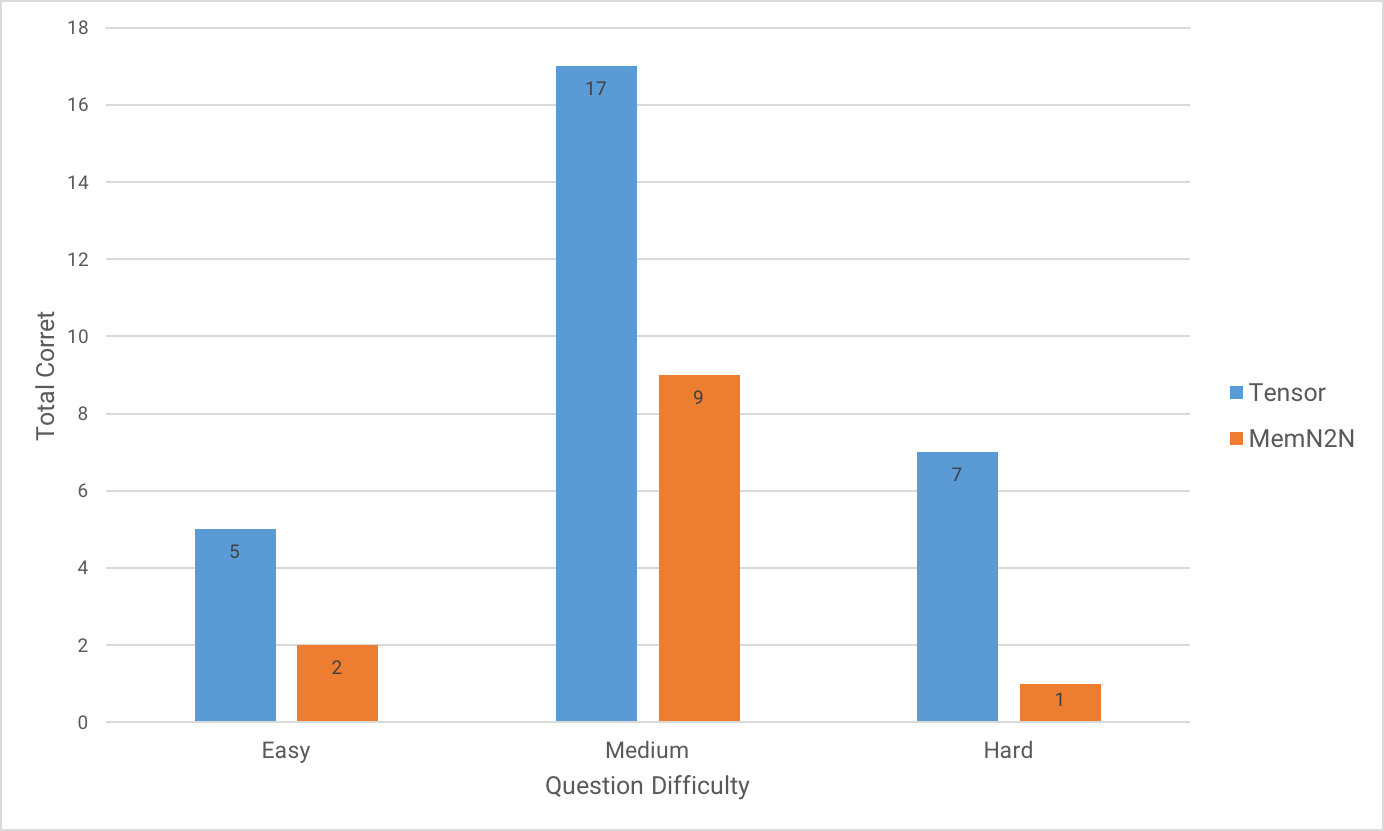 18
16
14
12
10
8
6
4
2
0
Total Corret
17
9
7
5
2
1
Easy
Medium
Hard
Question Difficulty
Tensor
MemN2N